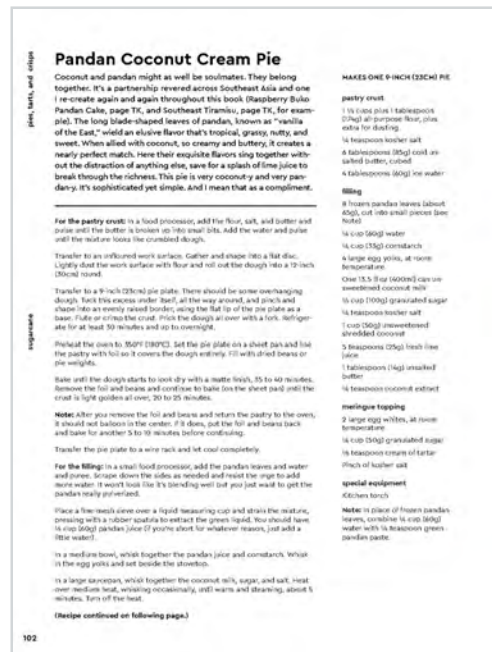 pies, tarts, and crisps
sugarcane
Pandan Coconut Cream Pie
Coconut and pandan might as well be soulmates. They belong
together. It's a partnership revered across Southeast Asia and one
I re-create again and again throughout this book (Raspberry Buko
Pandan Cake, page TK, and Southeast Tiramisu, page TK, for exam-
ple). The long blade-shaped leaves of pandan, known as "vanilla
of the East," wield an elusive flavor that's tropical, grassy, nutty, and
sweet. When allied with coconut, so creamy and buttery, it creates a
nearly perfect match. Here their exquisite flavors sing together with-
out the distraction of anything else, save for a splash of lime juice to
break through the richness. This pie is very coconut-y and very pan-
dan-y. It's sophisticated yet simple. And I mean that as a compliment.
For the pastry crust: In a food processor, add the flour, salt, and butter and
pulse until the butter is broken up into small bits. Add the water and pulse
until the mixture looks like crumbled dough.
Transfer to an unfloured work surface. Gather and shape into a flat disc.
Lightly dust the work surface with flour and roll out the dough into a 12-inch
(30cm) round.
Transfer to a 9-inch (23cm) pie plate. There should be some overhanging
dough. Tuck this excess under itself, all the way around, and pinch and
shape into an evenly raised border, using the flat lip of the pie plate as a
base. Flute or crimp the crust. Prick the dough all over with a fork. Refriger-
ate for at least 30 minutes and up to overnight.
Preheat the oven to 350°F (180°C). Set the pie plate on a sheet pan and line
the pastry with foil so it covers the dough entirely. Fill with dried beans or
pie weights.
Bake until the dough starts to look dry with a matte finish, 35 to 40 minutes.
Remove the foil and beans and continue to bake (on the sheet pan) until the
crust is light golden all over, 20 to 25 minutes.
Note: After you remove the foil and beans and return the pastry to the oven,
it should not balloon in the center. If it does, put the foil and beans back
and bake for another 5 to 10 minutes before continuing.
Transfer the pie plate to a wire rack and let cool completely.
For the filling: In a small food processor, add the pandan leaves and water
and puree. Scrape down the sides as needed and resist the urge to add
more water. It won't look like it's blending well but you just want to get the
pandan really pulverized.
Place a fine-mesh sieve over a liquid measuring cup and strain the mixture,
pressing with a rubber spatula to extract the green liquid. You should have
¼ cup (60g) pandan juice (if you're short for whatever reason, just add a
little water).
In a medium bowl, whisk together the pandan juice and cornstarch. Whisk
in the egg yolks and set beside the stovetop.
In a large saucepan, whisk together the coconut milk, sugar, and salt. Heat
over medium heat, whisking occasionally, until warm and steaming, about 5
minutes. Turn off the heat.
(Recipe continued on following page.)
MAKES ONE 9-INCH (23CM) PIE
pastry crust
plus 1 tablespoon
all-purpose flour, plus
extra for dusting
¼ teaspoon kosher salt
6 tablespoons (85g) cold un-
salted butter, cubed
4 tablespoons (60g) ice water
filling
8 frozen pandan leaves (about
65g), cut into small pieces (see
Note)
¼ cup (60g) water
¼ cup (35g) cornstarch
4 large egg yolks, at room
temperature
One 13.5 fl oz (400ml) can un-
sweetened coconut milk
½ cup (100g) granulated sugar
teaspoon kosher salt
1 cup unsweetened
shredded coconut
5 teaspoons (25g) fresh lime
juice
1 tablespoon (14g) unsalted
butter
teaspoon coconut extract
meringue topping
2 large egg whites, at room
temperature
¼ cup (50g) granulated sugar
teaspoon cream of tartar
Pinch of kosher salt
special equipment
Kitchen torch
Note: In place of frozen pandan
leaves, combine ¼ cup (60g)
water with teaspoon green
pandan paste.
102